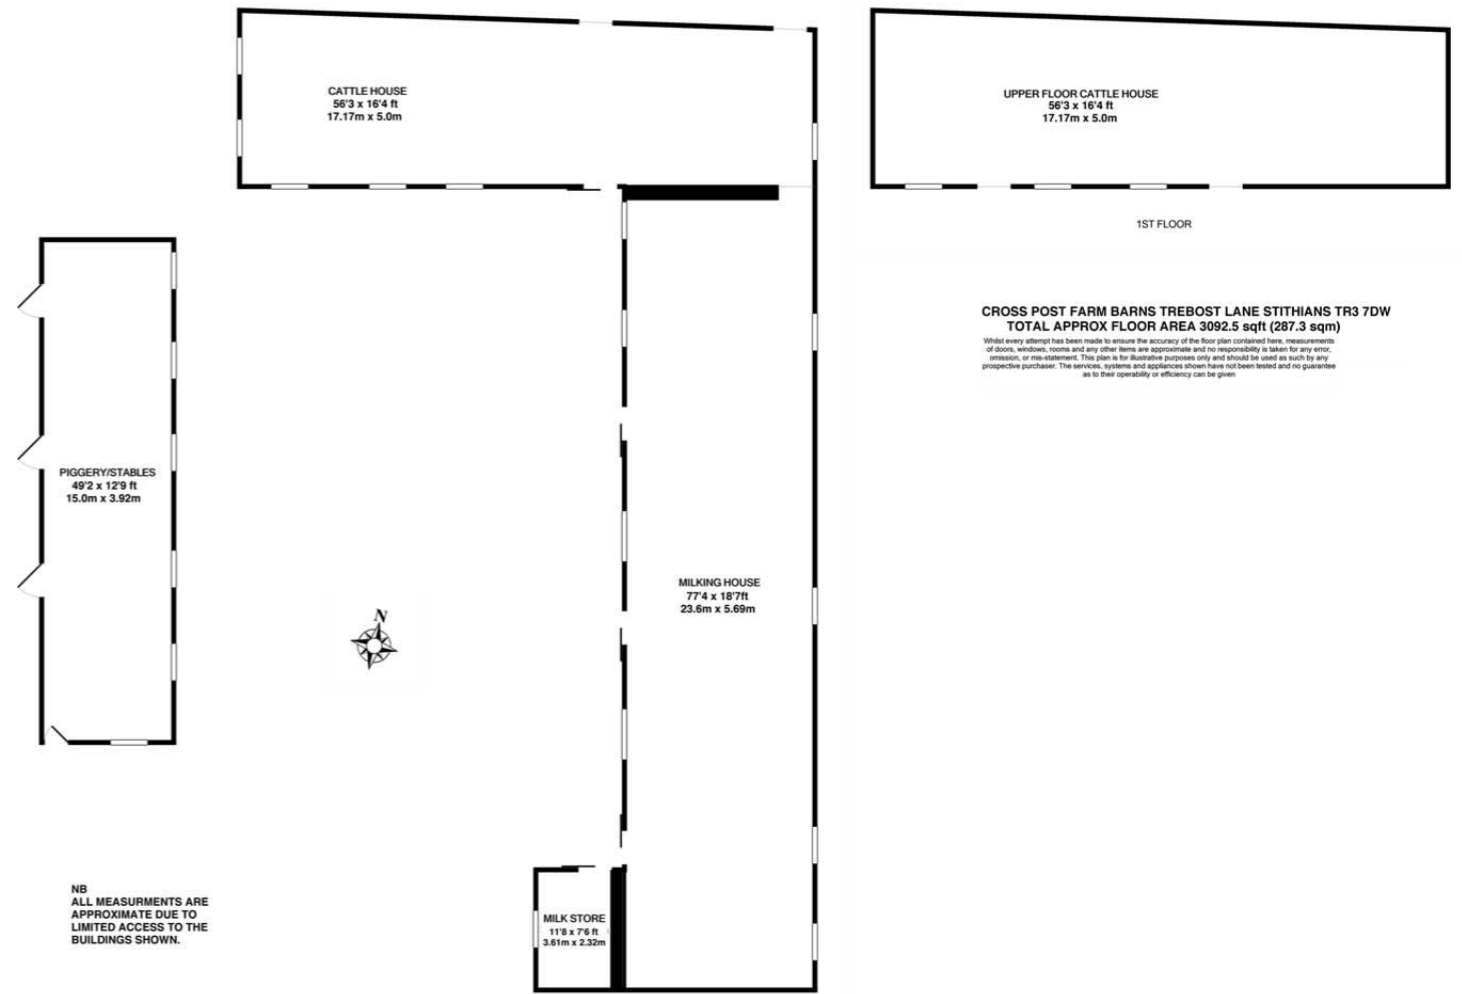 CATTLE HOUSE
56'3 x 16'4 ft
17.17m x 5.0m
UPPER FLOOR CATTLE HOUSE
56'3 x 16'4 ft
17.17m x 5.0m
1ST FLOOR
CROSS POST FARM BARNS TREBOST LANE STITHIANS TR3 7DW
TOTAL APPROX FLOOR AREA 3092.5 sqft (287.3 sqm)
Whilst every attempt has been made to ensure the accuracy of the floor plan contained here, measurements
of doors, windows, rooms and any other items are approximate and no responsibility is taken for any error,
omission, or mis-statement. This plan is for illustrative purposes only and should be used as such by any
prospective purchaser. The services, systems and appliances shown have not been tested and no guarantee
as to their operability or efficiency can be given
PIGGERY/STABLES
49'2 x 12'9 ft
15.0m x 3.92m
MILKING HOUSE
77'4 x 18'7ft
23.6m x 5.69m
N
NB
ALL MEASURMENTS ARE
APPROXIMATE DUE TO
LIMITED ACCESS TO THE
BUILDINGS SHOWN.
MILK STORE
11'8 x 7'6 ft
3.61m x 2.32m